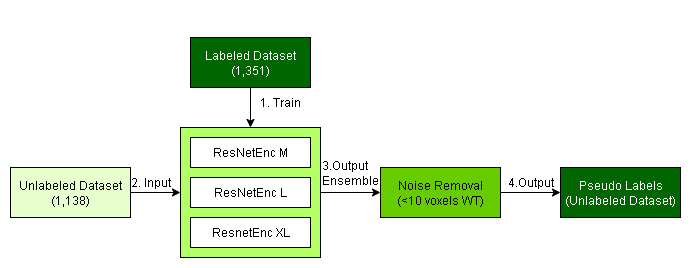 Labeled Dataset
(1,351)
1. Train
ResNetEnc M
ResNetEnc L
ResnetEnc XL
Unlabeled Dataset
(1,138)
2. Input
3.Output
Ensemble
Noise Removal
(<10 voxels WT)
4.Output
Pseudo Labels
(Unlabeled Dataset)